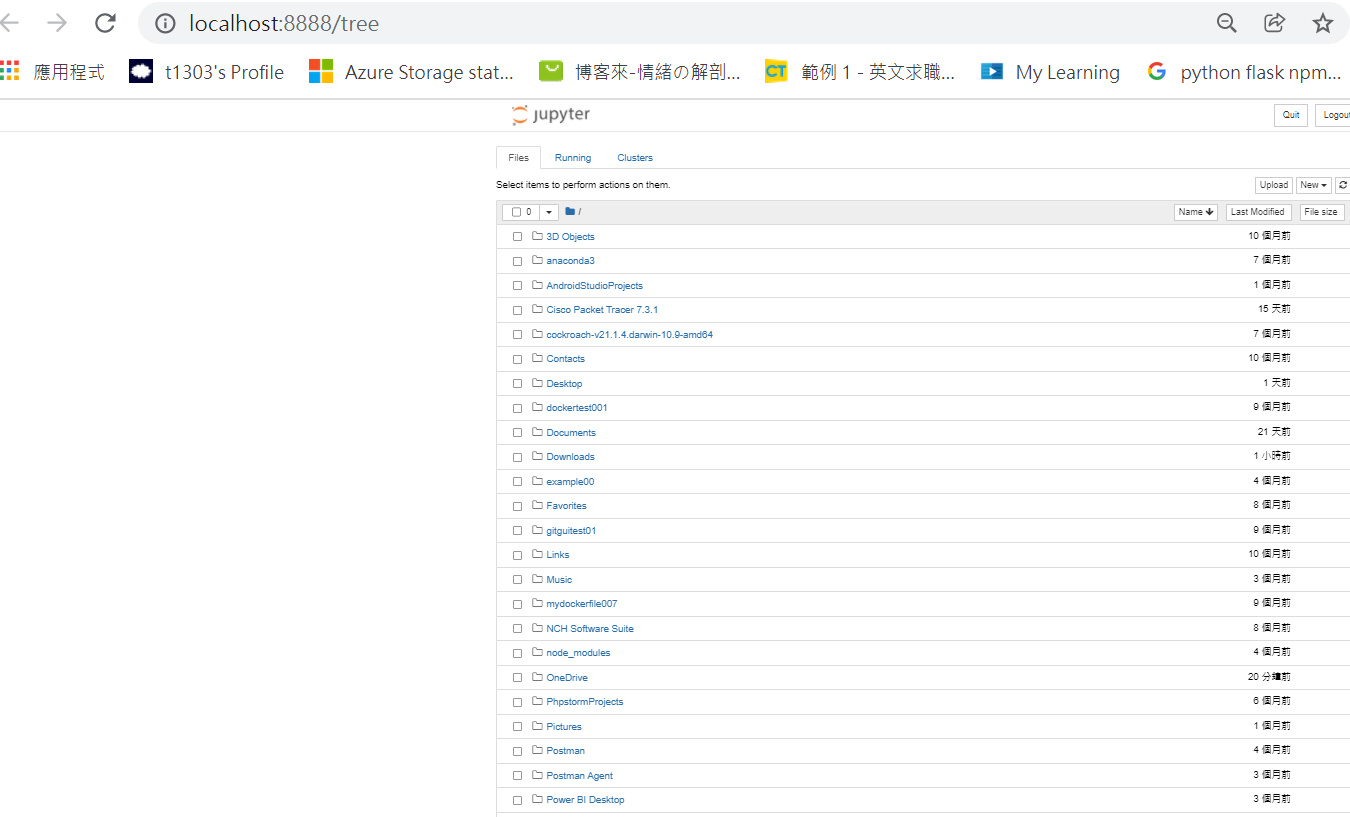 localhost:8888/tree
應用程式 t1303's Profile Azure Storage stat... 博客來-情緒の解剖... CT 範例 1 - 英文求職... My Learning python flask npm...
jupyter Quit Logout
Files Running Clusters
Select items to perform actions on them. Upload New
0 / Name Last Modified File size
3D Objects 10 個月前
anaconda3 7 個月前
AndroidStudioProjects 1 個月前
Cisco Packet Tracer 7.3.1 15 天前
cockroach-v21.1.4.darwin-10.9-amd64 7 個月前
Contacts 10 個月前
Desktop 1 天前
dockertest001 9 個月前
Documents 21 天前
Downloads 1 小時前
example00 4 個月前
Favorites 8 個月前
gitguitest01 9 個月前
Links 10 個月前
Music 3 個月前
mydockerfile007 9 個月前
NCH Software Suite 8 個月前
node_modules 4 個月前
OneDrive 20 分鐘前
PhpstormProjects 6 個月前
Pictures 1 個月前
Postman 4 個月前
Postman Agent 3 個月前
Power BI Desktop 3 個月前